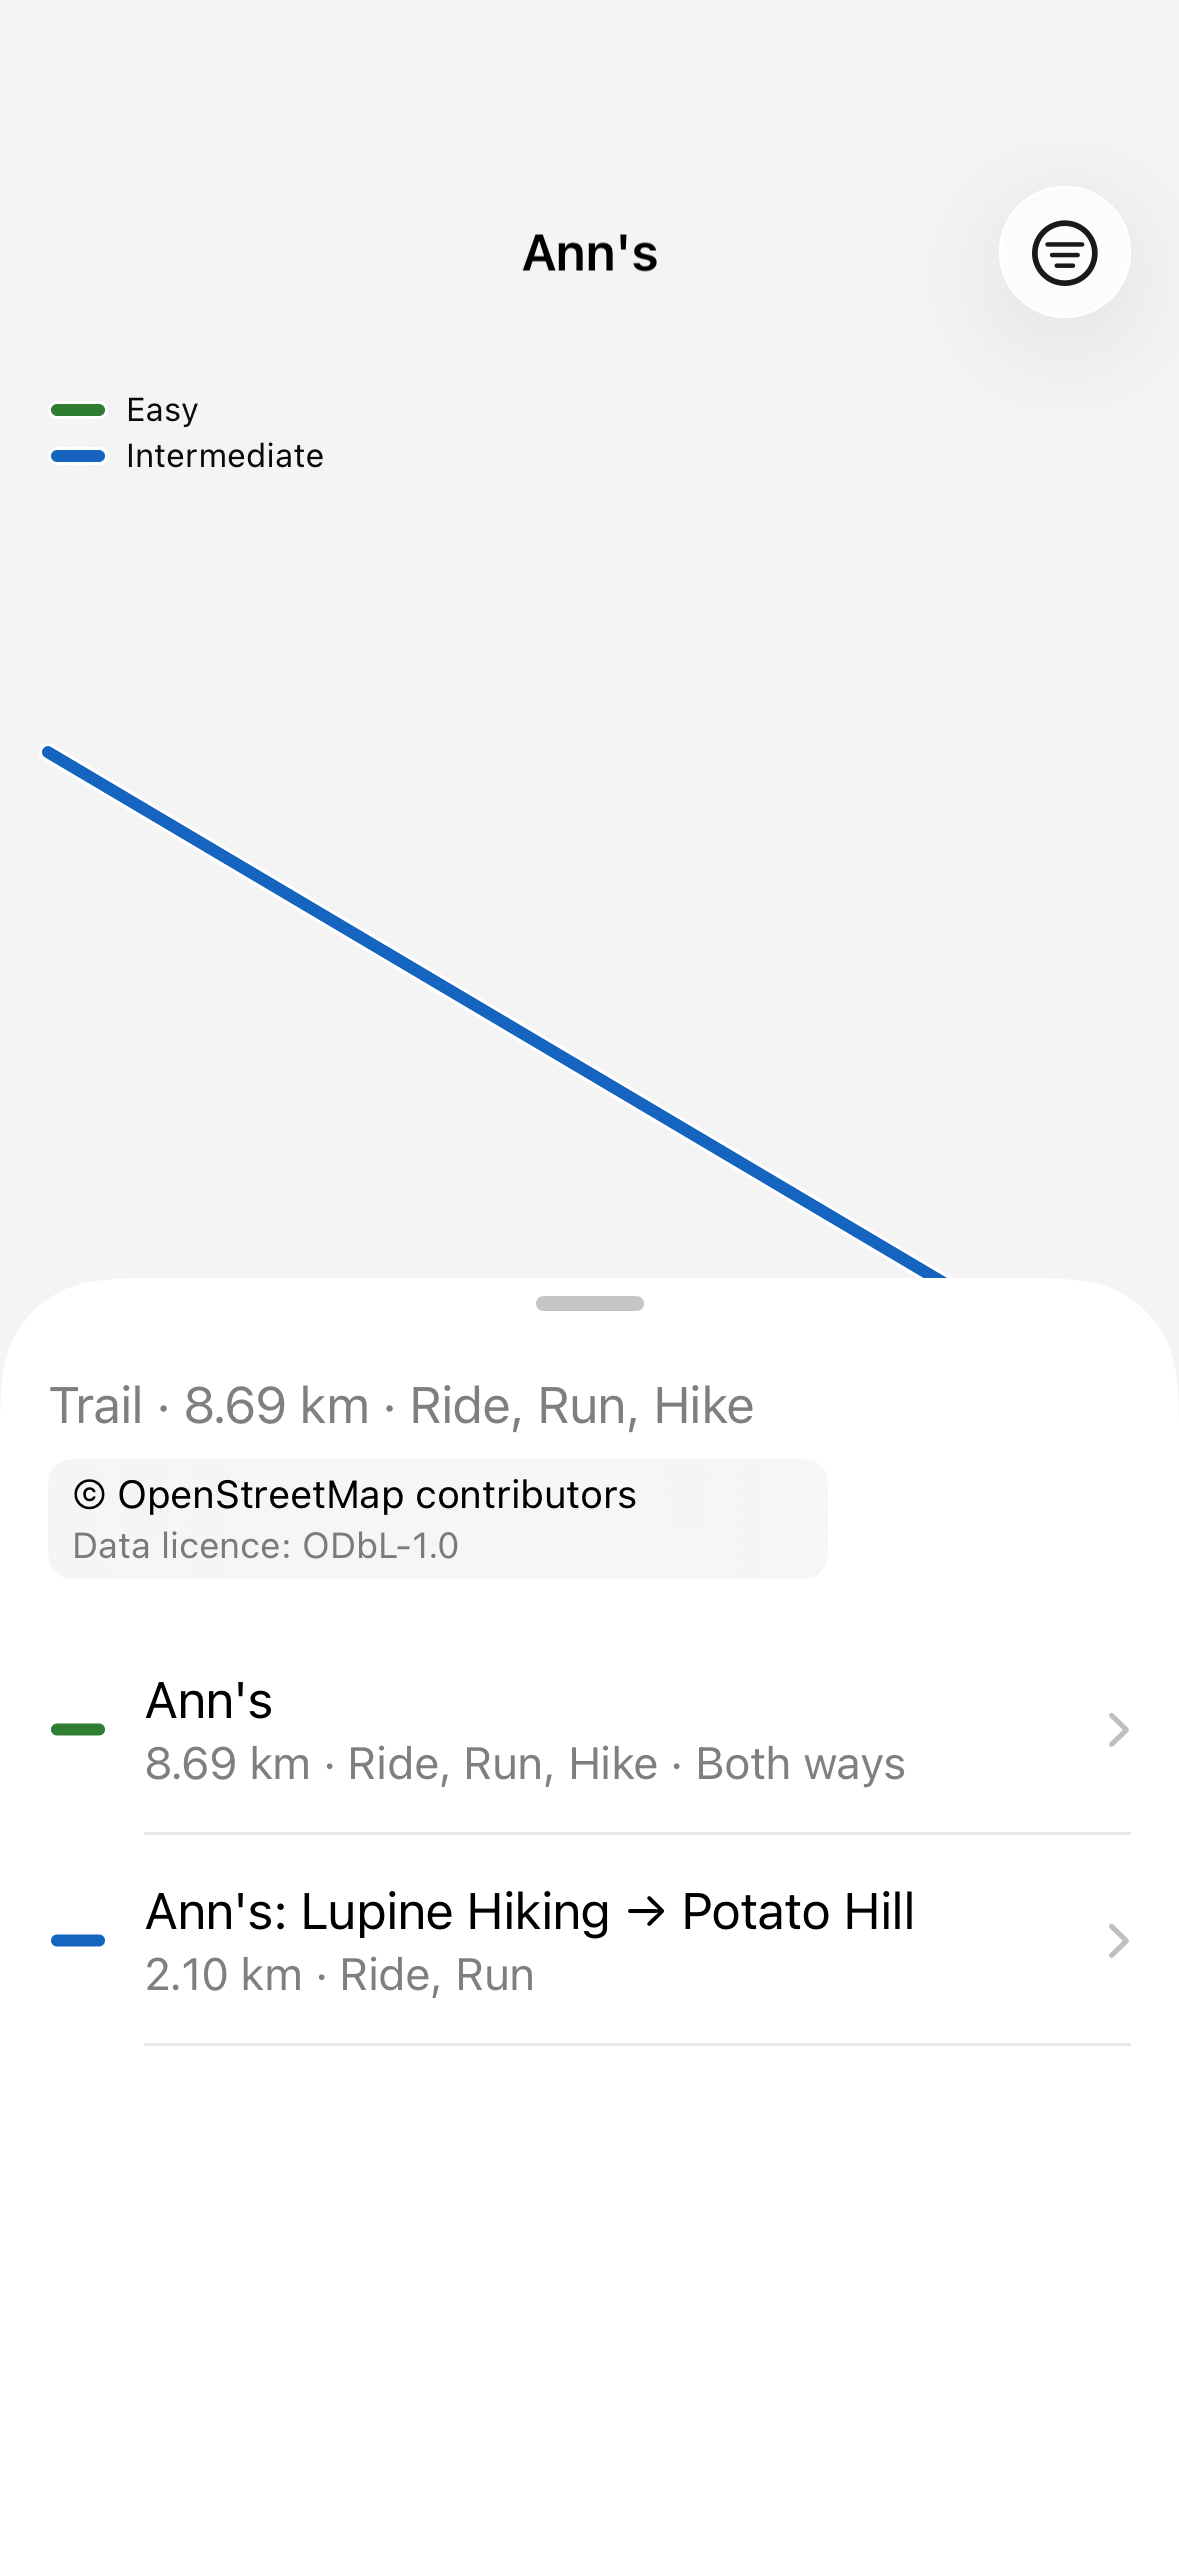 Ann's
Easy
Intermediate
Trail · 8.69 km · Ride, Run, Hike
© OpenStreetMap contributors
Data licence: ODbL-1.0
Ann's
8.69 km · Ride, Run, Hike · Both ways
Ann's: Lupine Hiking → Potato Hill
2.10 km · Ride, Run